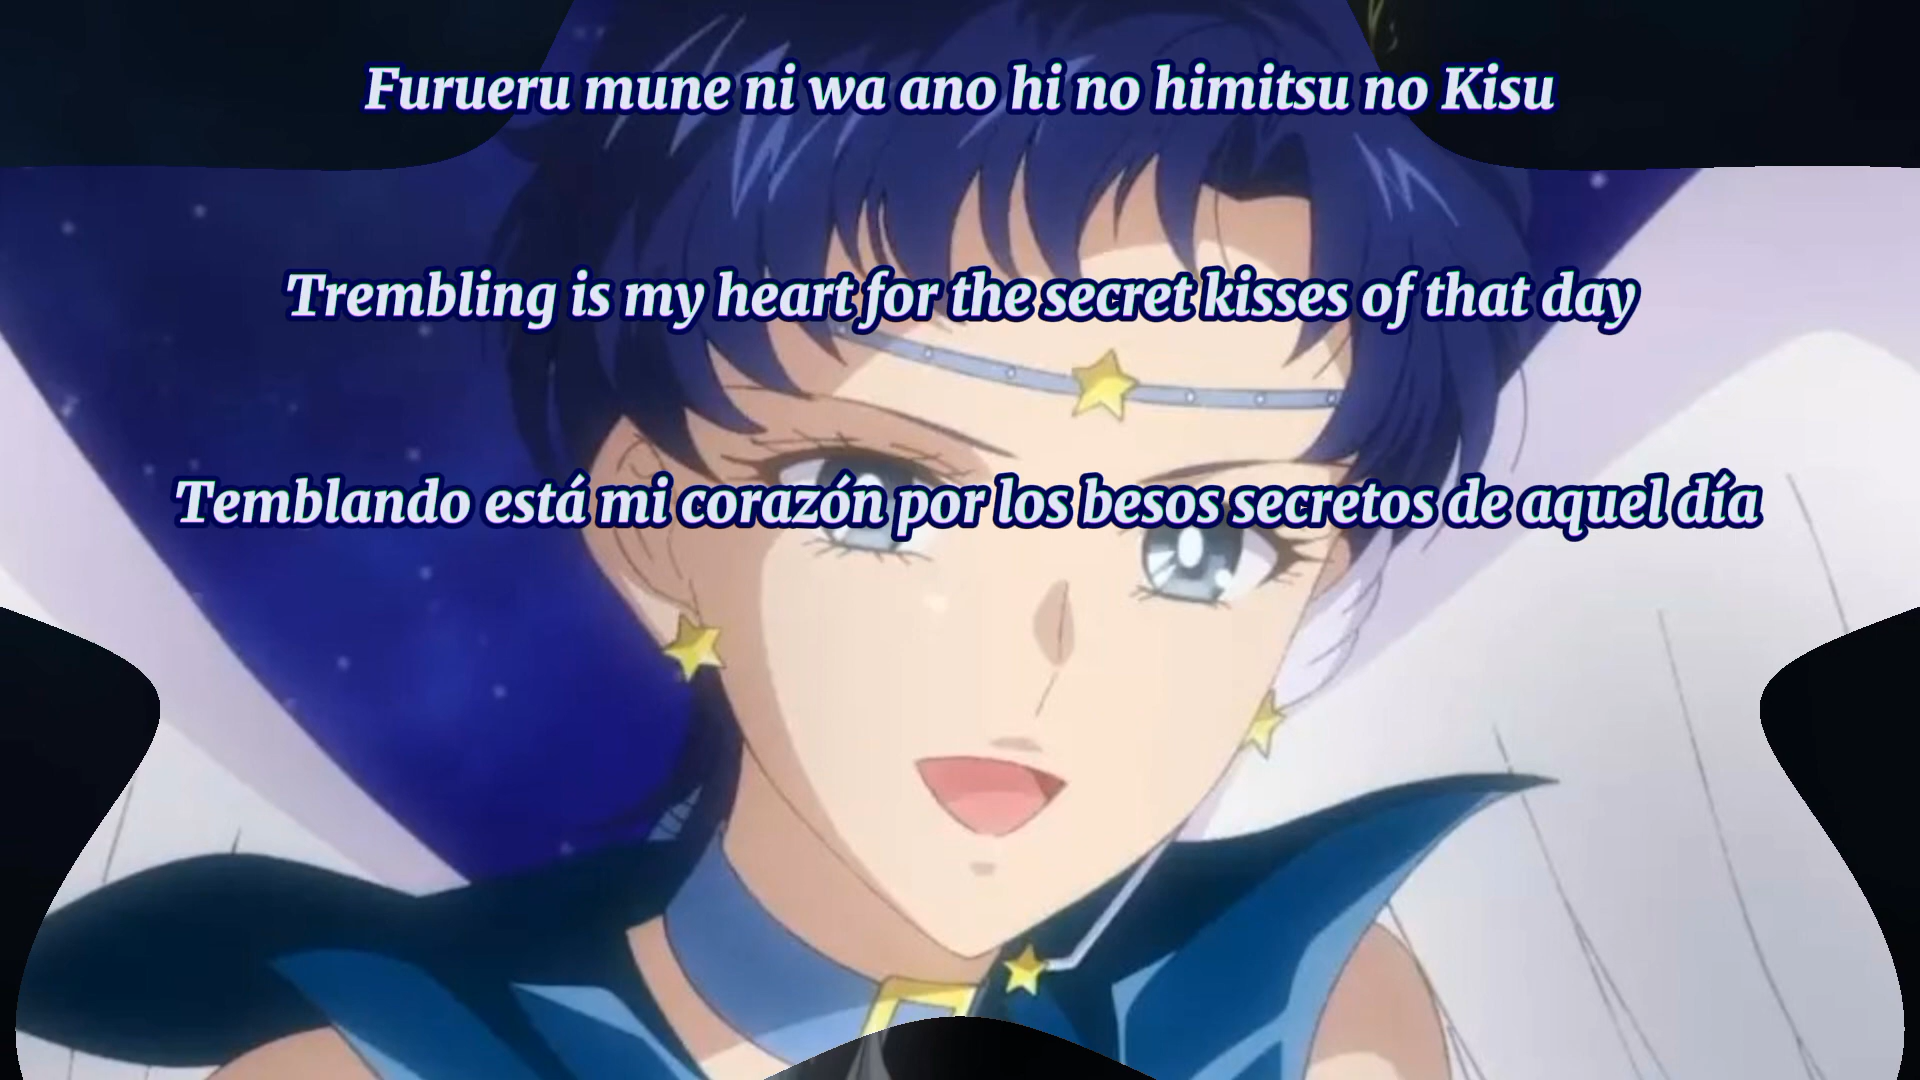 Furueru mune ni wa ano hi no himitsu no Kisu
Trembling is my heart for the secret kisses of that day
Temblando está mi corazón por los besos secretos de aquel día